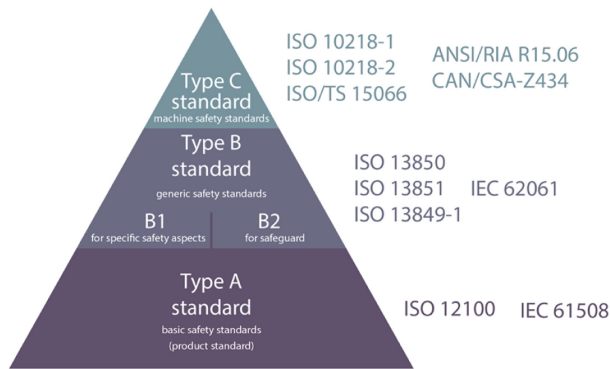 Type C
standard
machine safety standards
ISO 10218-1
ISO 10218-2
ISO/TS 15066
ANSI/RIA R15.06
CAN/CSA-Z434
Type B
standard
generic safety standards
B1
for specific safety aspects
B2
for safeguard
ISO 13850
ISO 13851
ISO 13849-1
IEC 62061
Type A
standard
basic safety standards
(product standard)
ISO 12100
IEC 61508